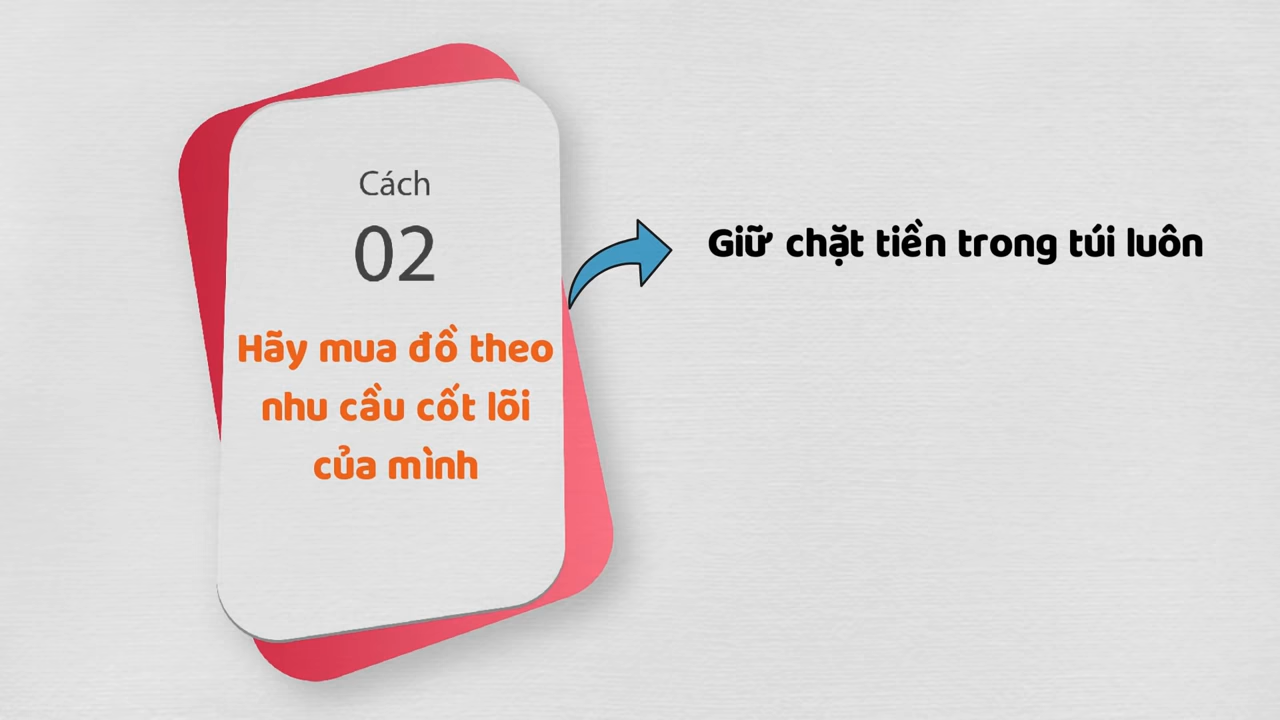 Cách
02
Hãy mua đồ theo
nhu cầu cốt lõi
của mình
Giữ chặt tiền trong túi luôn